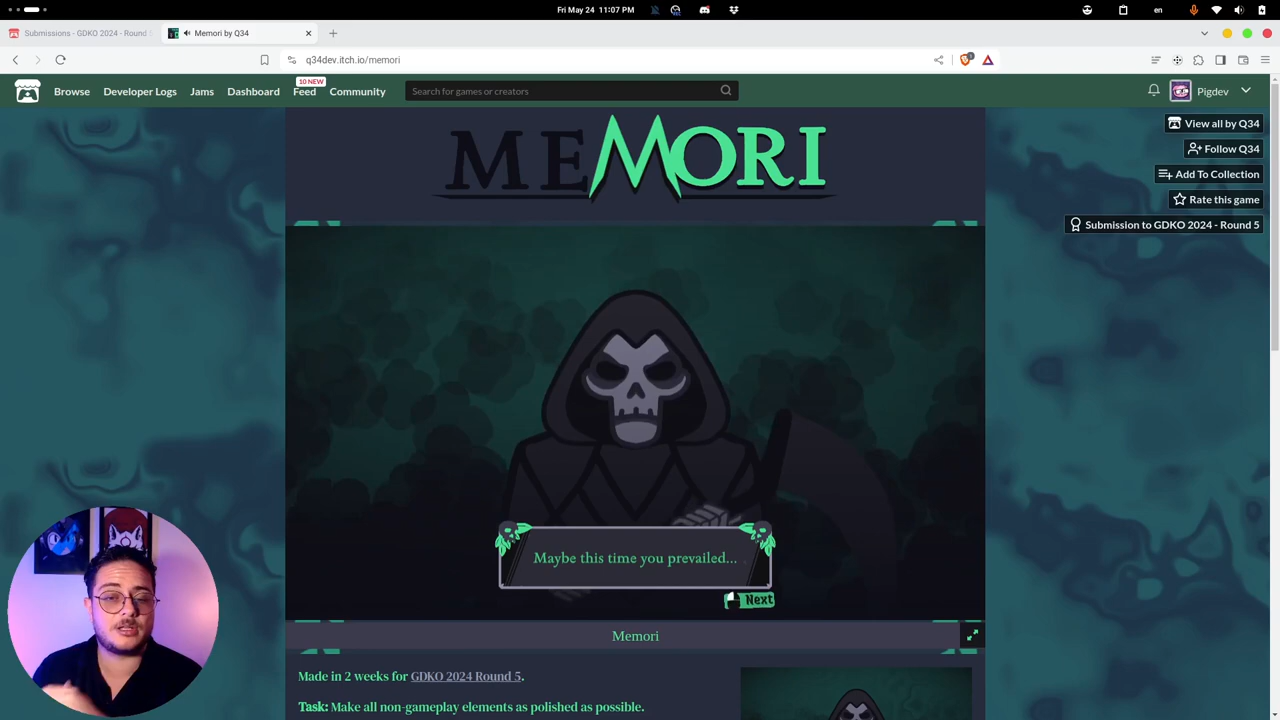 Fri May 24 11:07 PM
en
Submissions - GDKO 2024 - Round 5
Memori by Q34
q34dev.itch.io/memori
1
Browse
Developer Logs
Jams
Dashboard
10 NEW
Feed
Community
Search for games or creators
Pigdev
View all by Q34
Follow Q34
Add To Collection
Rate this game
Submission to GDKO 2024 - Round 5
MEMORI
Maybe this time you prevailed...
Next
Memori
Made in 2 weeks for GDKO 2024 Round 5.
Task: Make all non-gameplay elements as polished as possible.